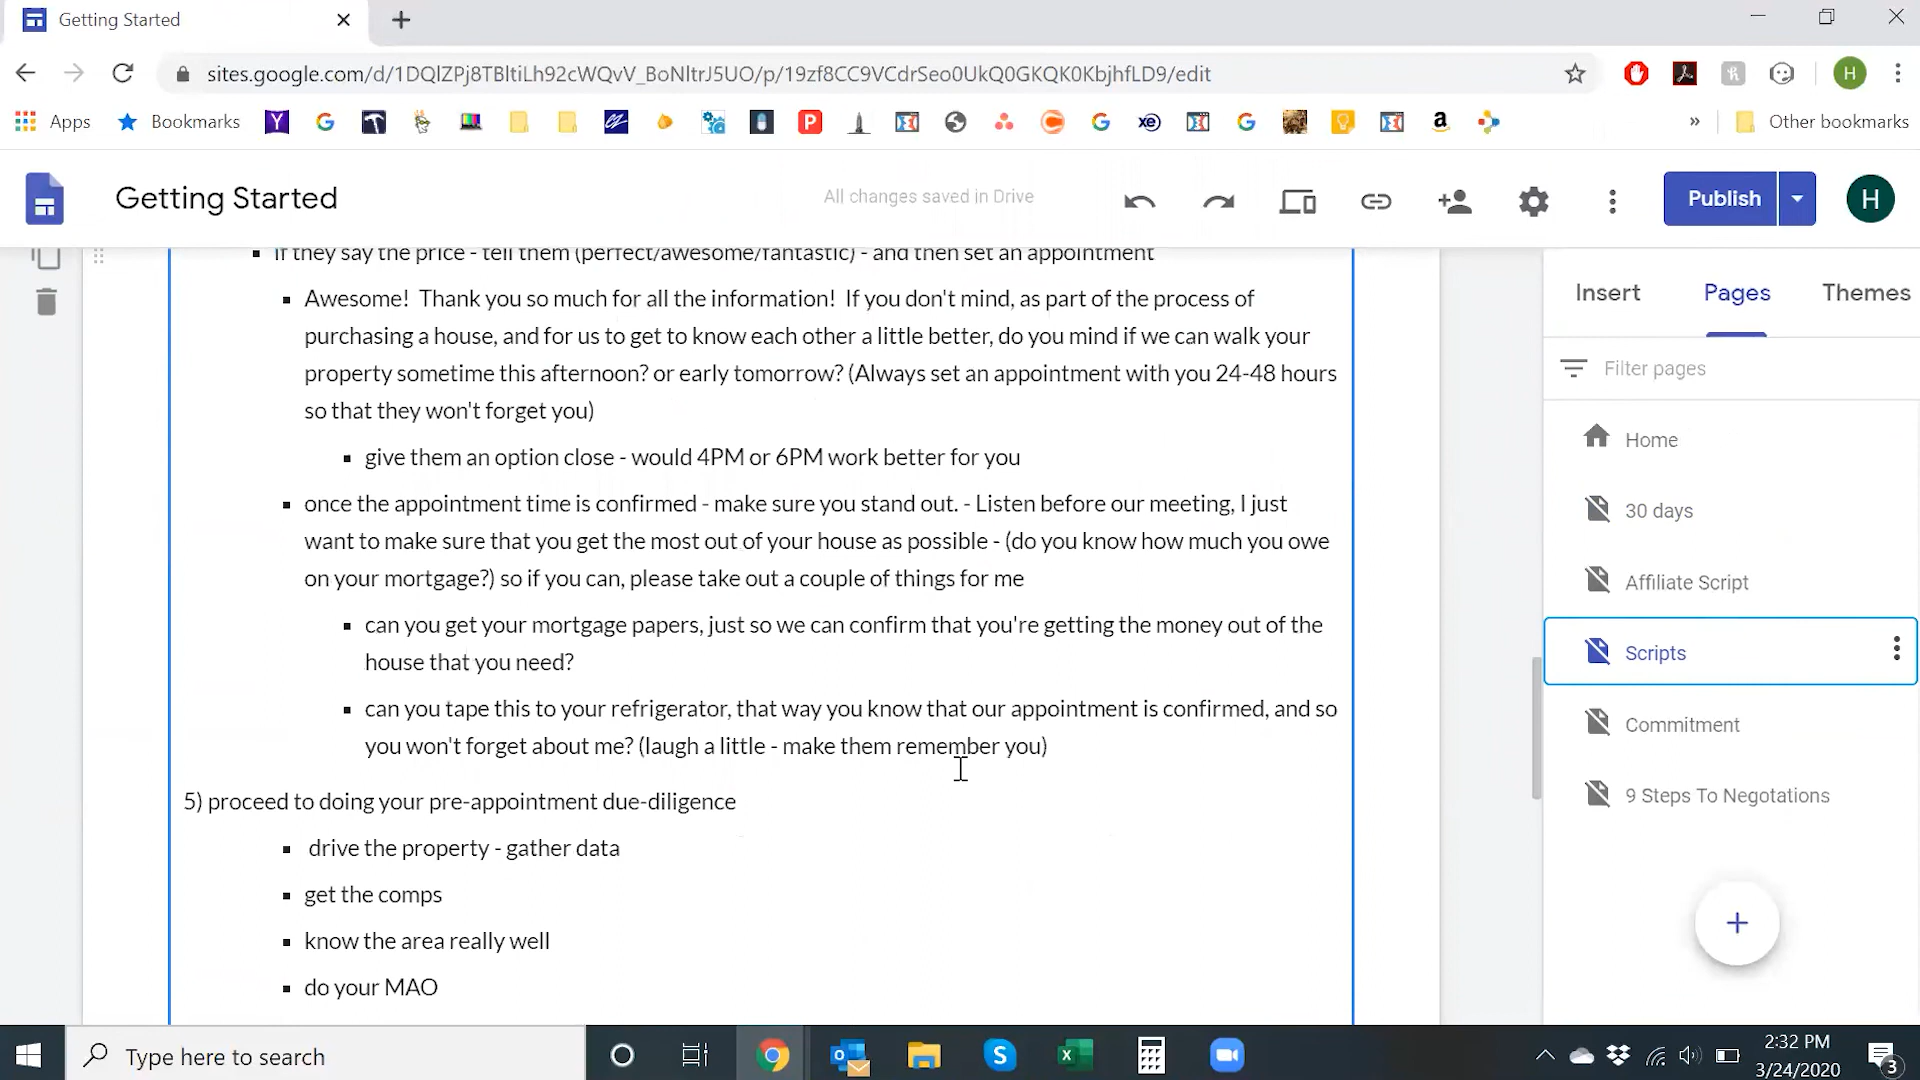 Getting Started
sites.google.com/d/1DQlZPj8TBltiLh92cWQvV_BoNltrJ5UO/p/19zf8CC9VCdrSeo0UkQ0GKQK0KbjhfLD9/edit
H
Apps
Bookmarks
Other bookmarks
Getting Started
All changes saved in Drive
Publish
H
If they say the price - tell them (perfect/awesome/fantastic) - and then set an appointment
Awesome! Thank you so much for all the information! If you don't mind, as part of the process of
purchasing a house, and for us to get to know each other a little better, do you mind if we can walk your
property sometime this afternoon? or early tomorrow? (Always set an appointment with you 24-48 hours
so that they won't forget you)
give them an option close - would 4PM or 6PM work better for you
once the appointment time is confirmed - make sure you stand out. - Listen before our meeting, I just
want to make sure that you get the most out of your house as possible - (do you know how much you owe
on your mortgage?) so if you can, please take out a couple of things for me
can you get your mortgage papers, just so we can confirm that you're getting the money out of the
house that you need?
can you tape this to your refrigerator, that way you know that our appointment is confirmed, and so
you won't forget about me? (laugh a little - make them remember you)
5) proceed to doing your pre-appointment due-diligence
drive the property - gather data
get the comps
know the area really well
do your MAO
Insert
Pages
Themes
Filter pages
Home
30 days
Affiliate Script
Scripts
Commitment
9 Steps To Negotations
Type here to search
2:32 PM
3/24/2020
3